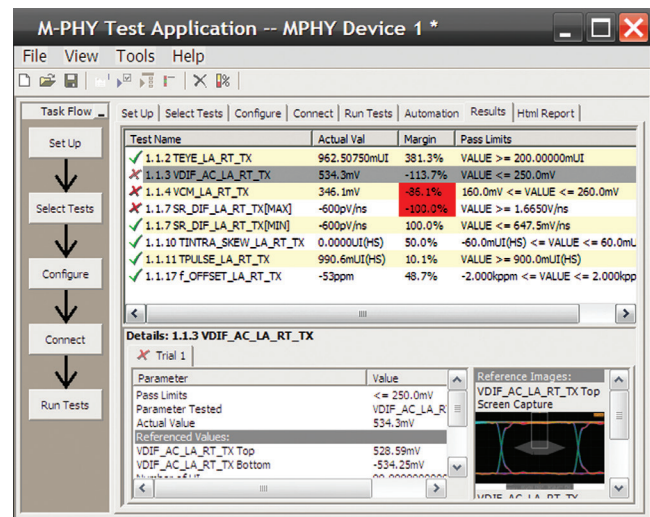 M-PHY Test Application -- MPHY Device 1 *
File View Tools Help
Task Flow
Set Up
Select Tests
Configure
Connect
Run Tests
Set Up Select Tests Configure Connect Run Tests Automation Results Html Report
Test Name Actual Val Margin Pass Limits
1.1.2 TEYE_LA_RT_TX 962.50750mUI 381.3% VALUE >= 200.00000mUI
1.1.3 VDIF_AC_LA_RT_TX 534.3mV -113.7% VALUE <= 250.0mV
1.1.4 VCM_LA_RT_TX 346.1mV -86.1% 160.0mV <= VALUE <= 260.0mV
1.1.7 SR_DIF_LA_RT_TX[MAX] -600pV/ns -100.0% VALUE >= 1.6650V/ns
1.1.7 SR_DIF_LA_RT_TX[MIN] -600pV/ns 100.0% VALUE <= 647.5mV/ns
1.1.10 TINTRA_SKEW_LA_RT_TX 0.0000UI(HS) 50.0% -60.0mUI(HS) <= VALUE <= 60.0mU
1.1.11 TPULSE_LA_RT_TX 990.6mUI(HS) 10.1% VALUE >= 900.0mUI(HS)
1.1.17 f_OFFSET_LA_RT_TX -53ppm 48.7% -2.000kppm <= VALUE <= 2.000kpp
Details: 1.1.3 VDIF_AC_LA_RT_TX
Trial 1
Parameter Value
Pass Limits <= 250.0mV
Parameter Tested VDIF_AC_LA_R
Actual Value 534.3mV
Referenced Values:
VDIF_AC_LA_RT_TX Top 528.59mV
VDIF_AC_LA_RT_TX Bottom -534.25mV
Reference Images:
VDIF_AC_LA_RT_TX Top
Screen Capture